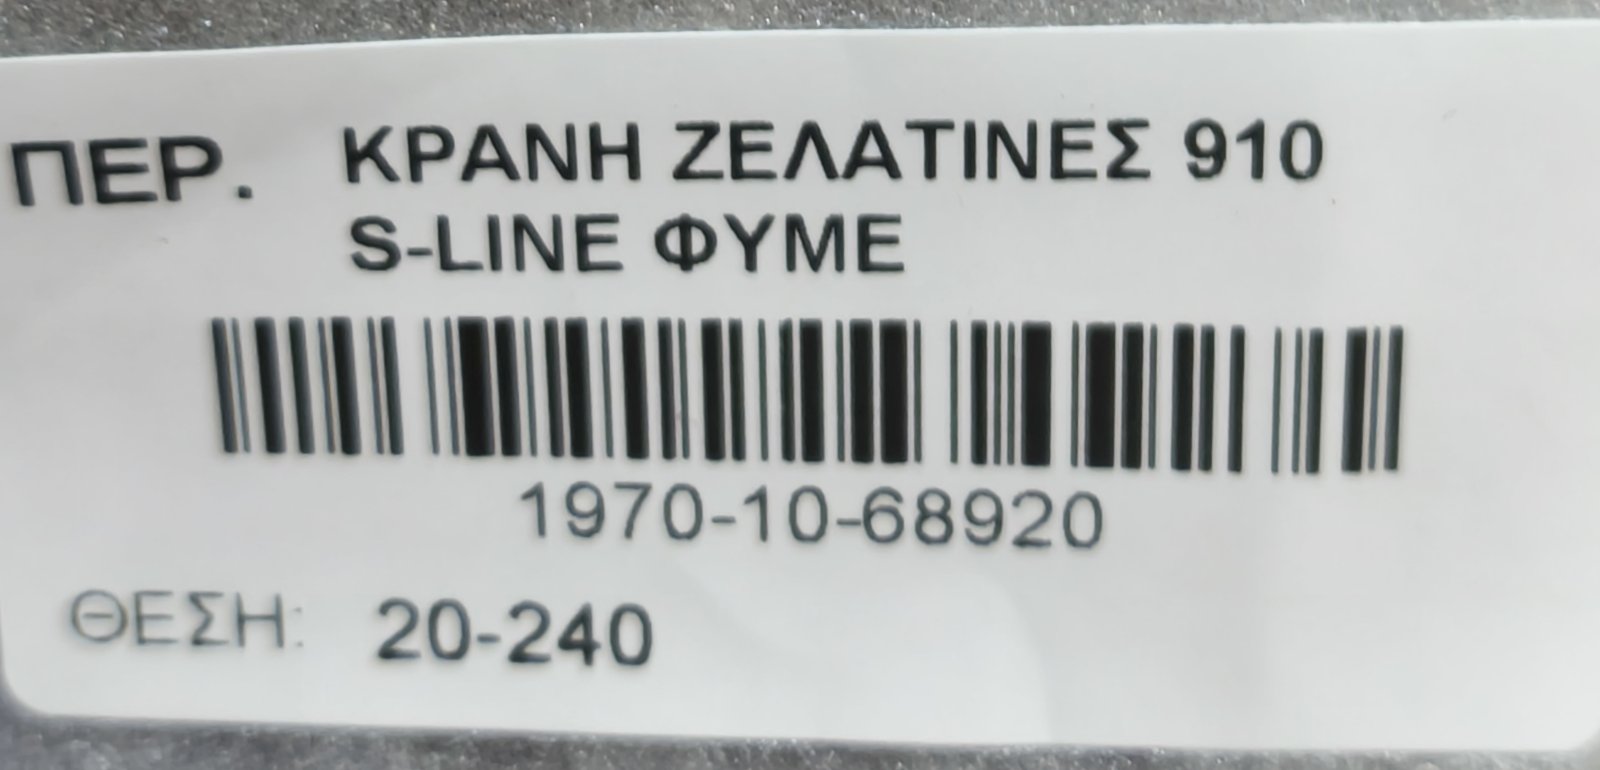 ΠΕΡ. ΚΡΑΝΗ ΖΕΛΑΤΙΝΕΣ 910
S-LINE ΦΥΜΕ
1970-10-68920
ΘΕΣΗ: 20-240